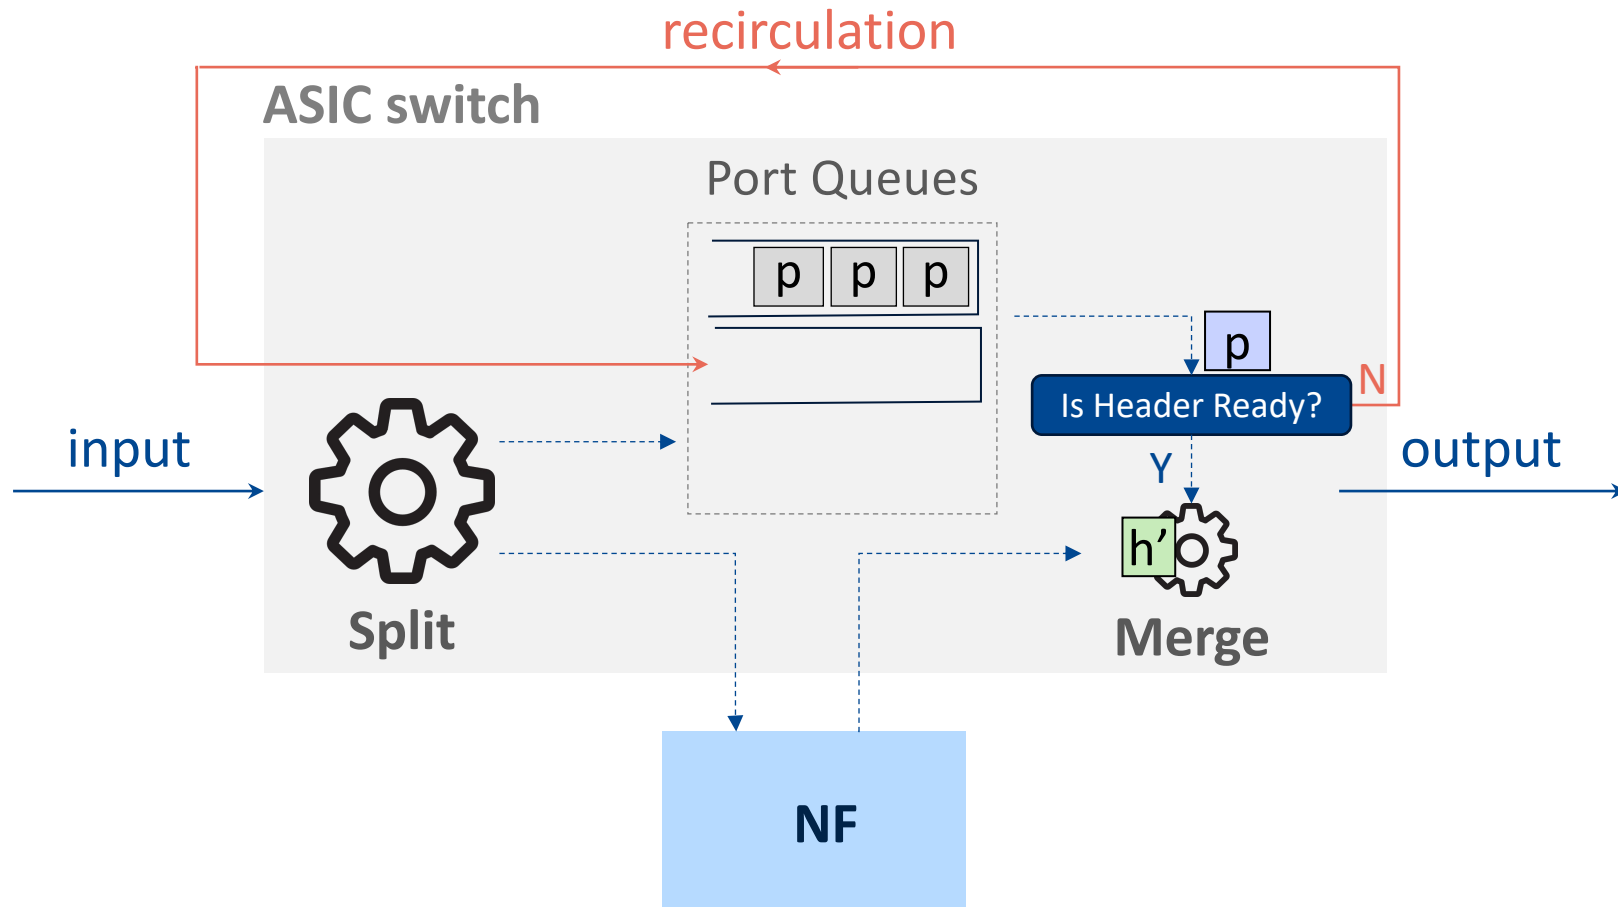 recirculation
ASIC switch
Port Queues
p p p
p
Is Header Ready?
N
input
output
Y
h’
Split
Merge
NF